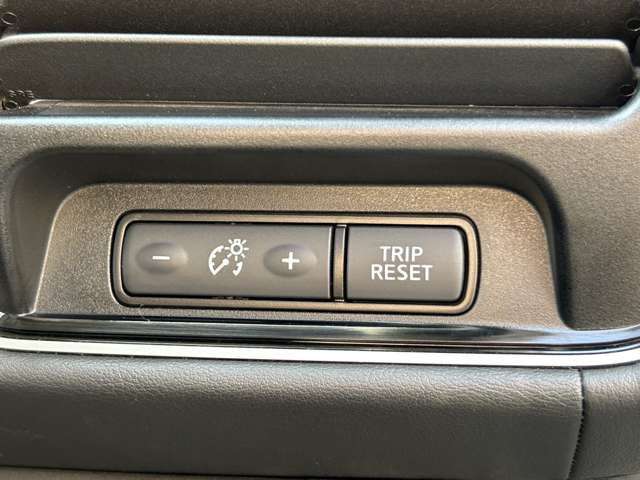 − +
TRIP
RESET